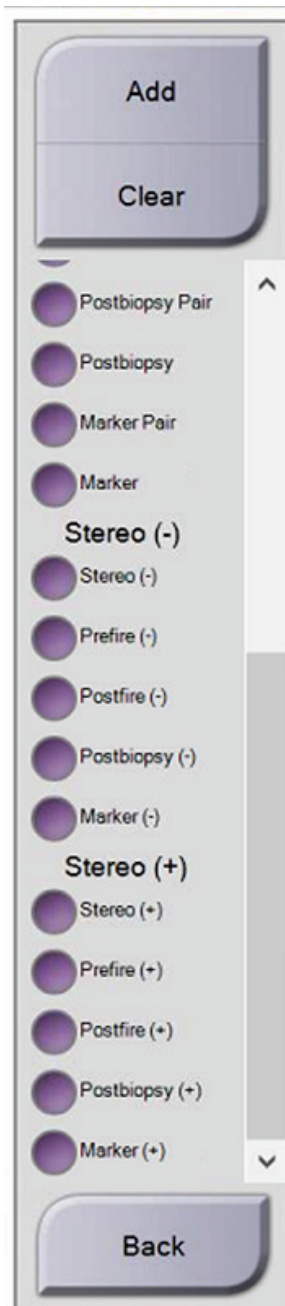 Add
Clear
Postbiopsy Pair
Postbiopsy
Marker Pair
Marker
Stereo (-)
Stereo (-)
Prefire (-)
Postfire (-)
Postbiopsy (-)
Marker (-)
Stereo (+)
Stereo (+)
Prefire (+)
Postfire (+)
Postbiopsy (+)
Marker (+)
Back